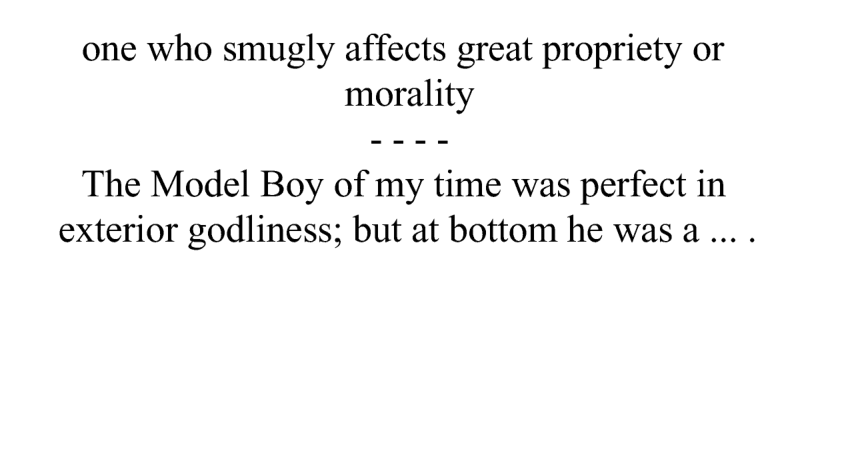 one who smugly affects great propriety or
morality
- - - -
The Model Boy of my time was perfect in
exterior godliness; but at bottom he was a ... .